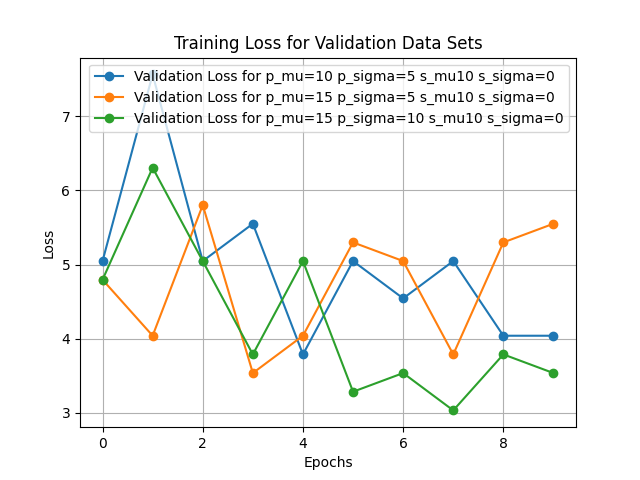 Training Loss for Validation Data Sets
Validation Loss for p_mu=10 p_sigma=5 s_mu10 s_sigma=0
Validation Loss for p_mu=15 p_sigma=5 s_mu10 s_sigma=0
Validation Loss for p_mu=15 p_sigma=10 s_mu10 s_sigma=0
7
6
5
4
3
Loss
0
2
4
6
8
Epochs